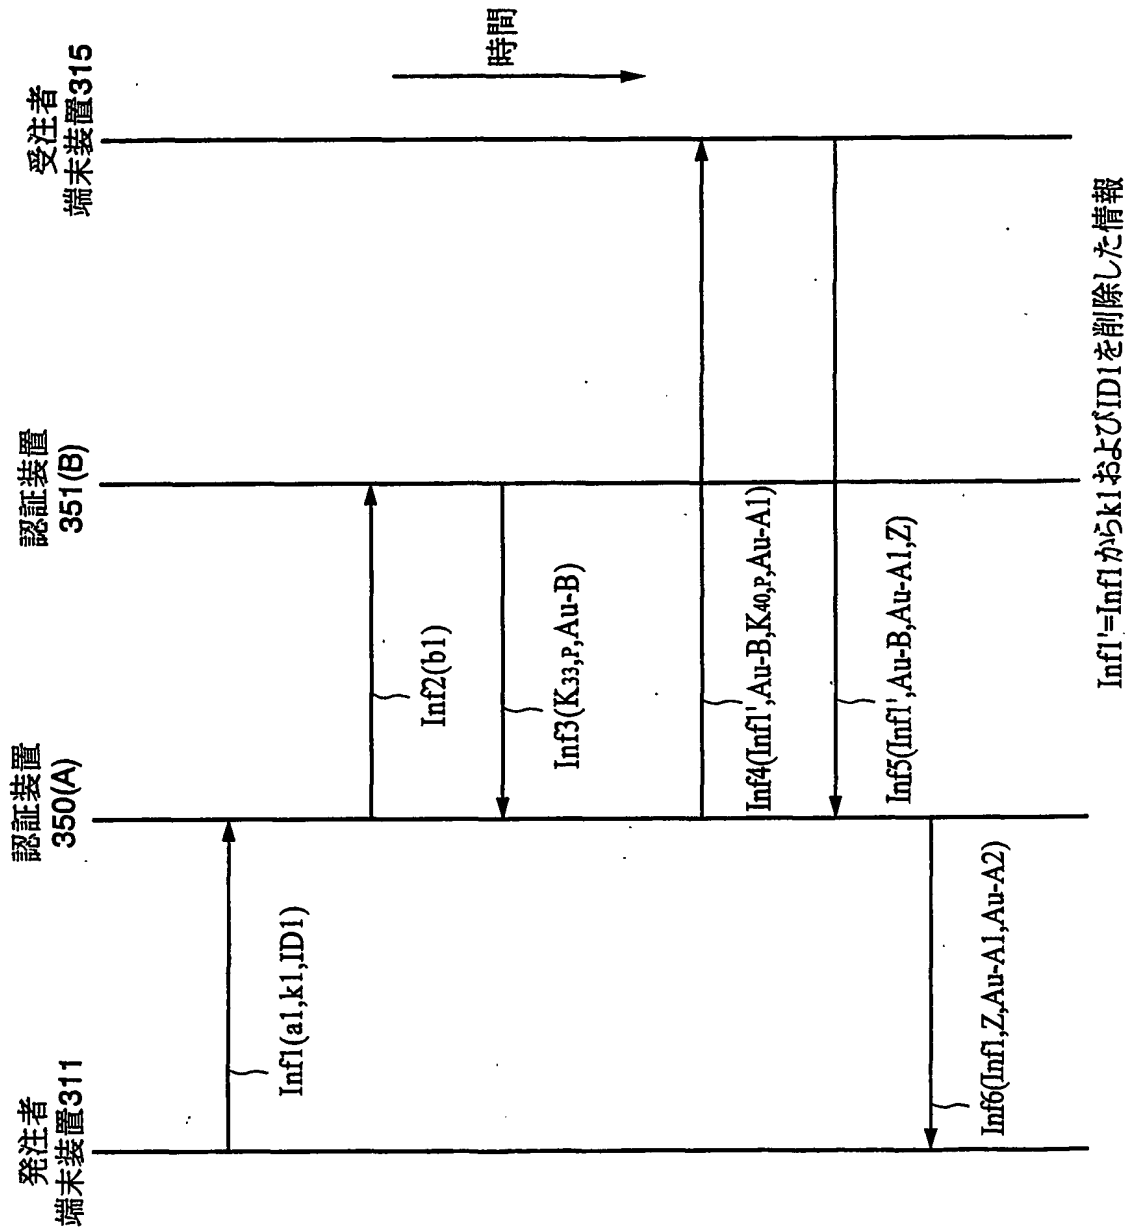 発注者
端末装置311
認証装置
350(A)
認証装置
351(B)
受注者
端末装置315
時間
Inf1(a1,k1,ID1)
Inf2(b1)
Inf3(K33,P,Au-B)
Inf4(Inf1',Au-B,K40,P,Au-A1)
Inf5(Inf1',Au-B,Au-A1,Z)
Inf6(Inf1,Z,Au-A1,Au-A2)
Inf1'=Inf1からk1およびID1を削除した情報